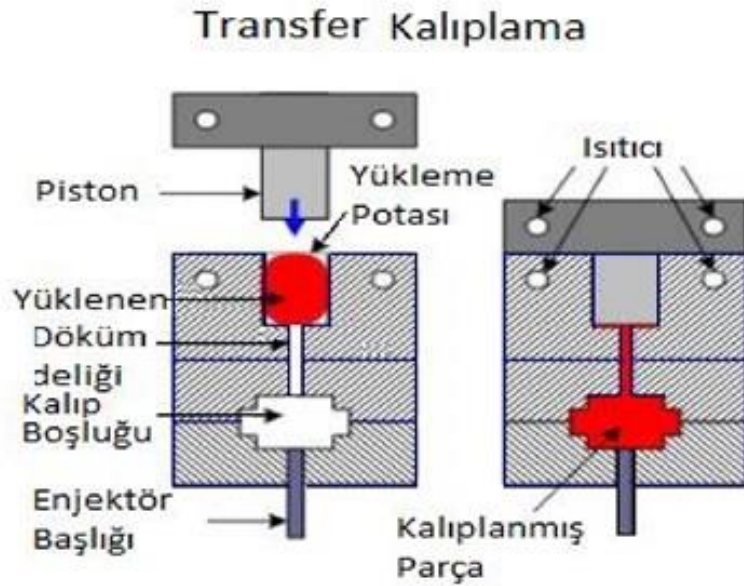 Transfer Kalıplama
Piston
Yükleme
Potası
Isıtıcı
Yüklenen
Döküm
deliği
Kalıp
Boşluğu
Enjektör
Başlığı
Kalıplanmış
Parça